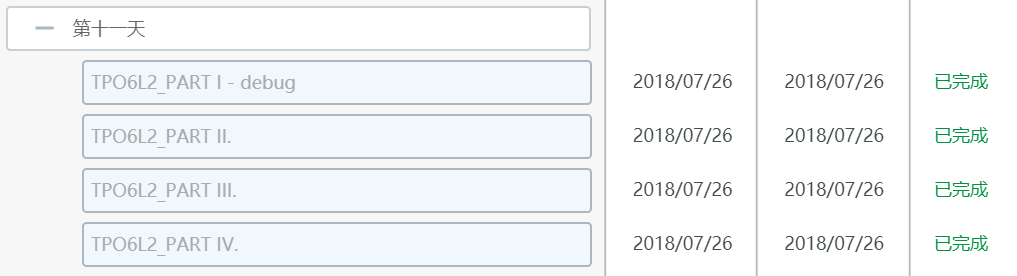 第十一天
TPO6L2_PART I - debug 2018/07/26 2018/07/26 已完成
TPO6L2_PART II. 2018/07/26 2018/07/26 已完成
TPO6L2_PART III. 2018/07/26 2018/07/26 已完成
TPO6L2_PART IV. 2018/07/26 2018/07/26 已完成